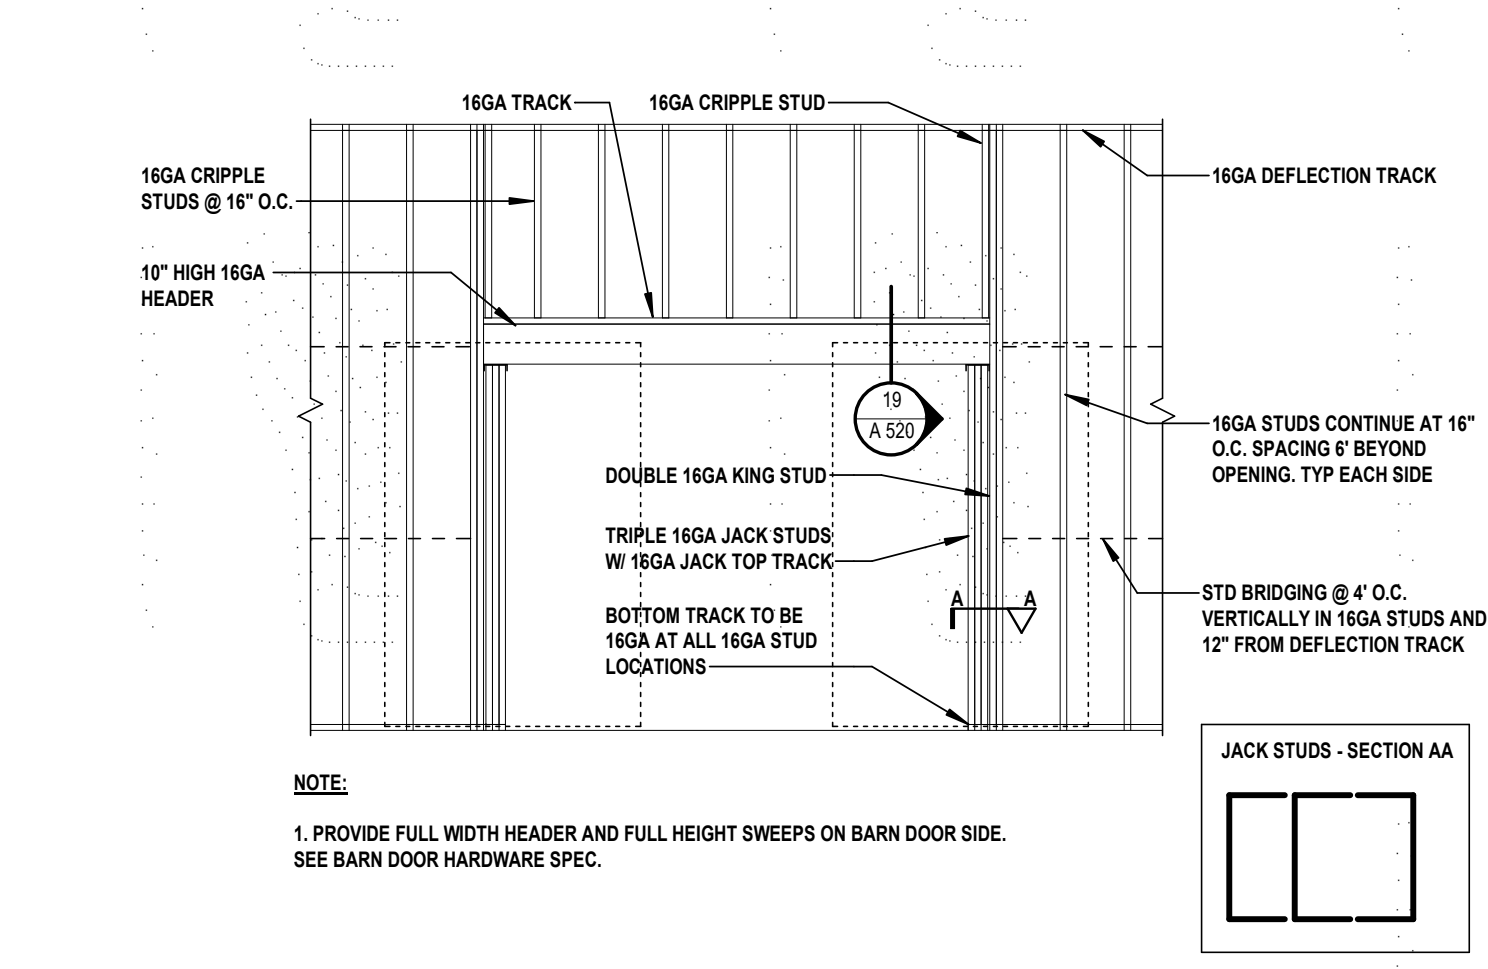 16GA TRACK
16GA CRIPPLE STUD
16GA CRIPPLE
STUDS @ 16" O.C.
16GA DEFLECTION TRACK
10" HIGH 16GA
HEADER
19
A 520
16GA STUDS CONTINUE AT 16"
O.C. SPACING 6' BEYOND
OPENING. TYP EACH SIDE
DOUBLE 16GA KING STUD
TRIPLE 16GA JACK STUDS
W/ 16GA JACK TOP TRACK
A A
STD BRIDGING @ 4' O.C.
VERTICALLY IN 16GA STUDS AND
12" FROM DEFLECTION TRACK
BOTTOM TRACK TO BE
16GA AT ALL 16GA STUD
LOCATIONS
JACK STUDS - SECTION AA
NOTE:
1. PROVIDE FULL WIDTH HEADER AND FULL HEIGHT SWEEPS ON BARN DOOR SIDE.
SEE BARN DOOR HARDWARE SPEC.